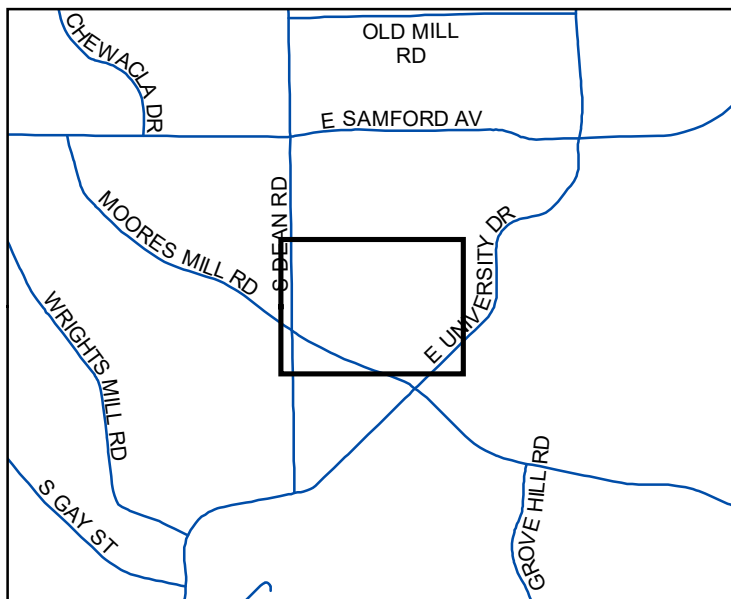 CHEWACLA DR
OLD MILL
RD
E SAMFORD AV
S DEAN RD
MOORES MILL RD
E UNIVERSITY DR
WRIGHTS MILL RD
S GAY ST
GROVE HILL RD